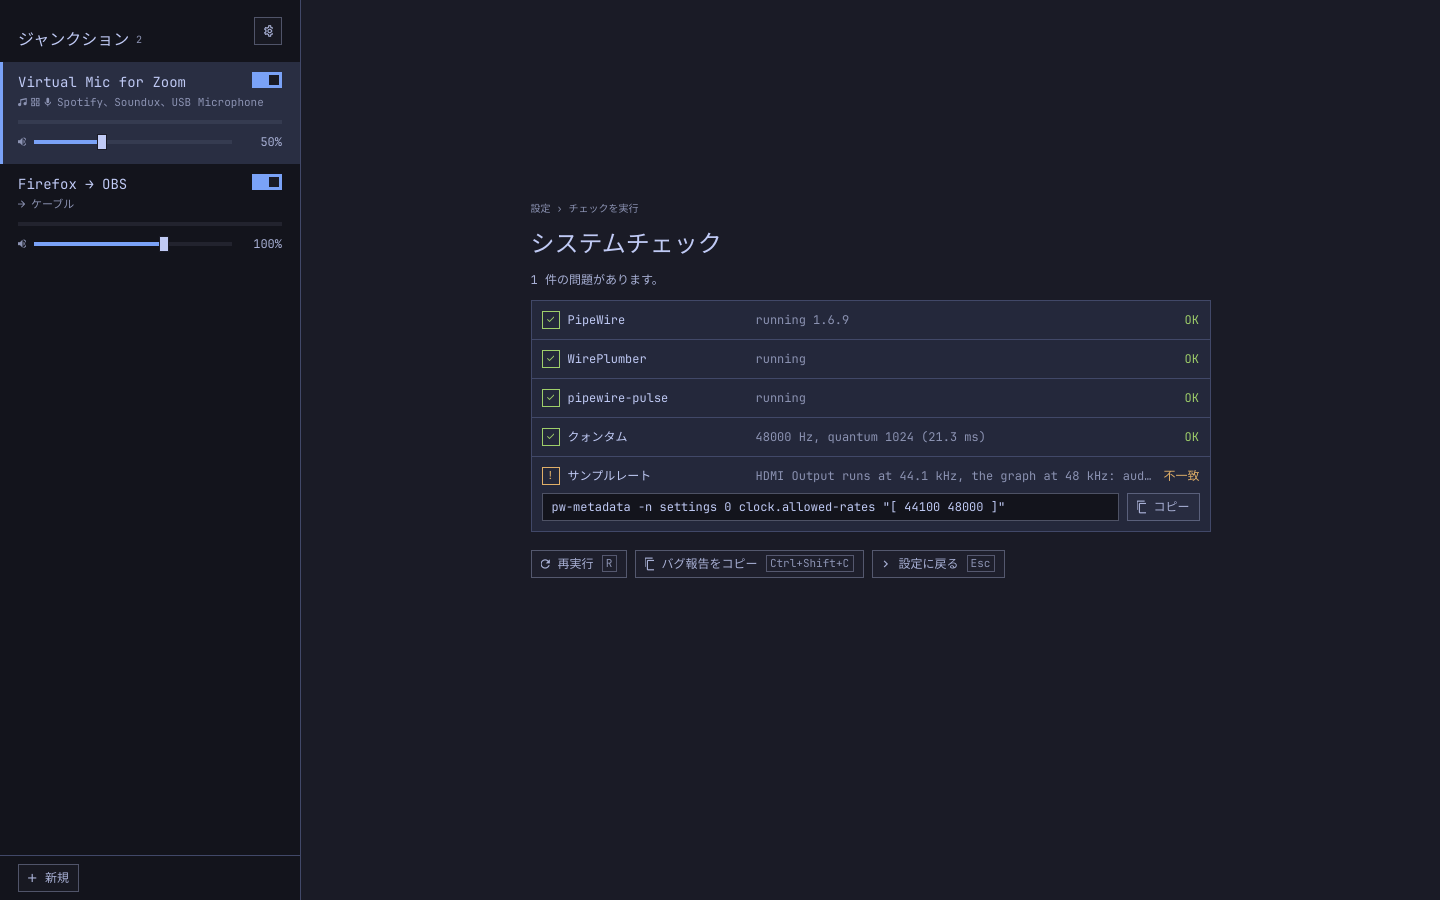 ジャンクション 2
Virtual Mic for Zoom
Spotify、Soundux、USB Microphone
50%
Firefox → OBS
→ ケーブル
100%
+ 新規
設定 › チェックを実行
システムチェック
1 件の問題があります。
PipeWire running 1.6.9 OK
WirePlumber running OK
pipewire-pulse running OK
クォンタム 48000 Hz, quantum 1024 (21.3 ms) OK
! サンプルレート HDMI Output runs at 44.1 kHz, the graph at 48 kHz: aud… 不一致
pw-metadata -n settings 0 clock.allowed-rates "[ 44100 48000 ]" コピー
再実行 R バグ報告をコピー Ctrl+Shift+C 設定に戻る Esc